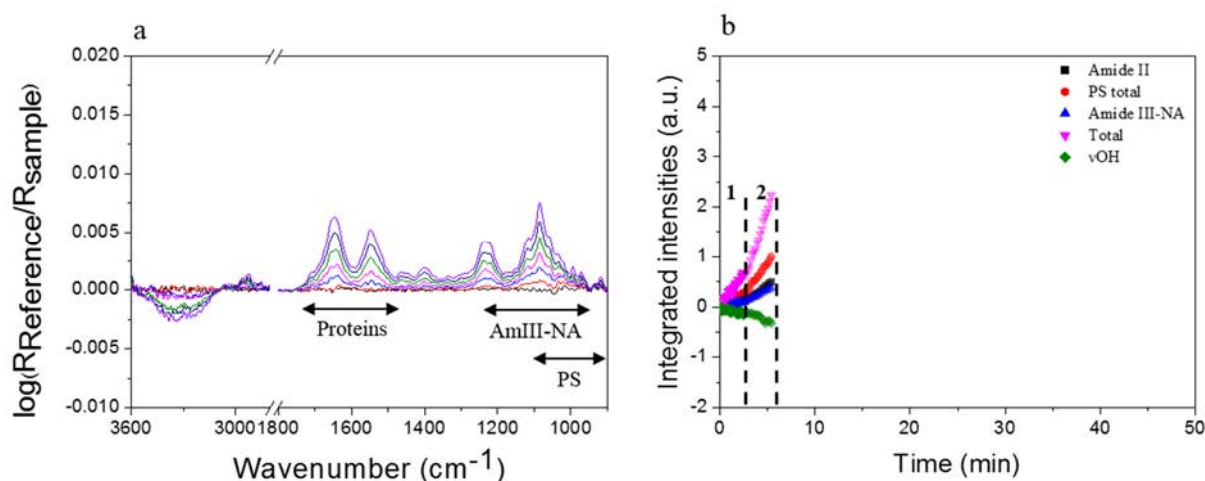 a
0.020
0.015
0.010
0.005
0.000
-0.005
-0.010
log(RReference/Rsample)
Proteins
AmIII-NA
PS
3600 3000 1800 1600 1400 1200 1000
Wavenumber (cm-1)
b
5
4
3
2
1
0
-1
-2
Integrated intensities (a.u.)
Amide II
PS total
Amide III-NA
Total
νOH
1 2
0 10 20 30 40 50
Time (min)